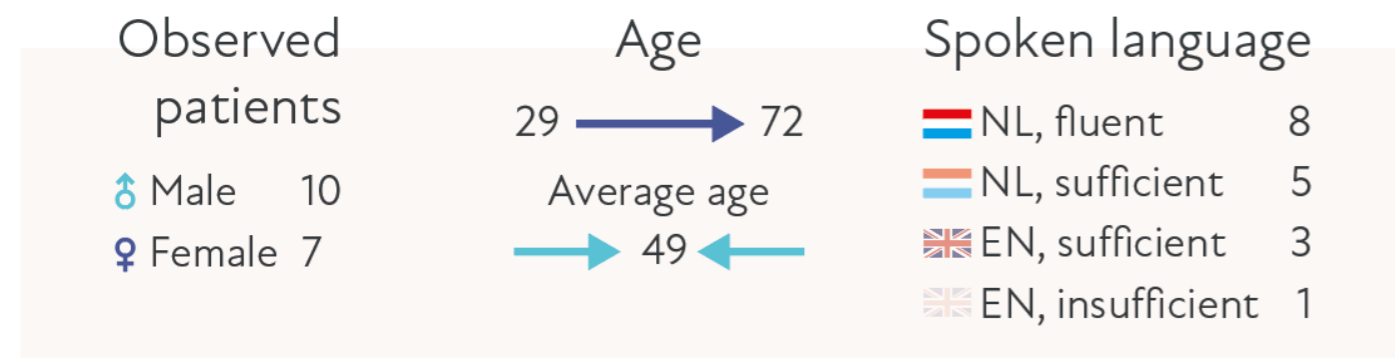 Observed
patients
Male 10
Female 7
Age
29 72
Average age
49
Spoken language
NL, fluent 8
NL, sufficient 5
EN, sufficient 3
EN, insufficient 1